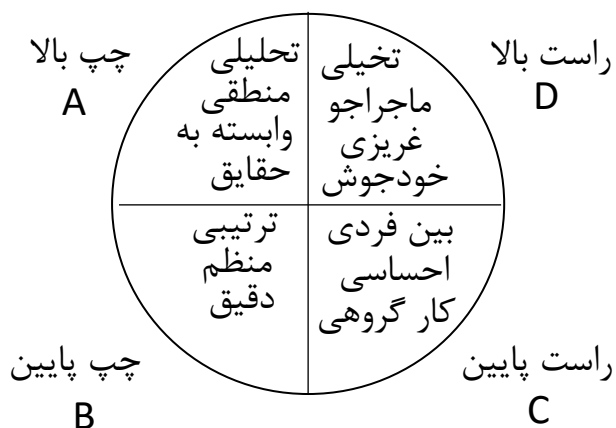 راست بالا
D
تخیلی
ماجراجو
غریزی
خودجوش
تحلیلی
منطقی
وابسته به
حقایق
چپ بالا
A
بین فردی
احساسی
کار گروهی
ترتیبی
منظم
دقیق
راست پایین
C
چپ پایین
B